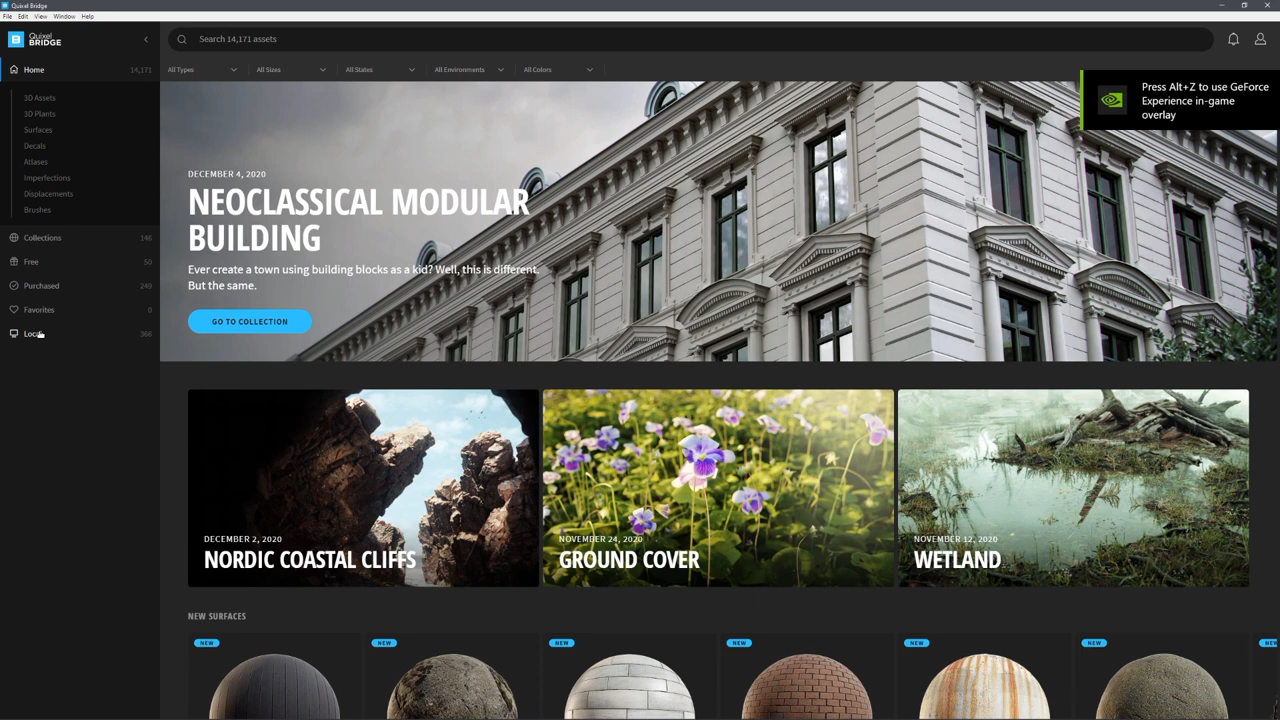 Quixel Bridge
File Edit View Window Help
Quixel
BRIDGE
Search 14,171 assets
Home 14,171
All Types
All Sizes
All States
All Environments
All Colors
3D Assets
3D Plants
Surfaces
Decals
Atlases
Imperfections
Displacements
Brushes
Collections 146
Free 50
Purchased 249
Favorites
Local 366
Press Alt+Z to use GeForce
Experience in-game
overlay
DECEMBER 4, 2020
NEOCLASSICAL MODULAR
BUILDING
Ever create a town using building blocks as a kid? Well, this is different.
But the same.
GO TO COLLECTION
DECEMBER 2, 2020
NORDIC COASTAL CLIFFS
NOVEMBER 24, 2020
GROUND COVER
NOVEMBER 12, 2020
WETLAND
NEW SURFACES
NEW
NEW
NEW
NEW
NEW
NEW